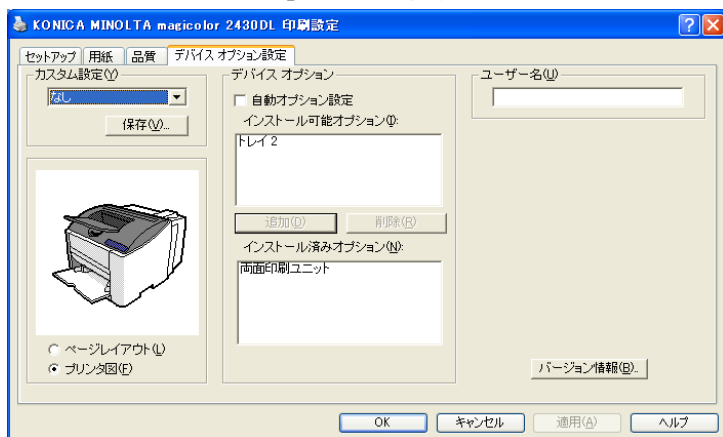 KONICA MINOLTA magicolor 2430DL 印刷設定
セットアップ 用紙 品質 デバイス オプション設定
カスタム設定(Y)
なし
保存(V)...
ページレイアウト(L)
プリンタ図(F)
デバイス オプション
自動オプション設定
インストール可能オプション(I):
トレイ 2
追加(D) 削除(R)
インストール済みオプション(N):
両面印刷ユニット
ユーザー名(U)
バージョン情報(B)...
OK キャンセル 適用(A) ヘルプ